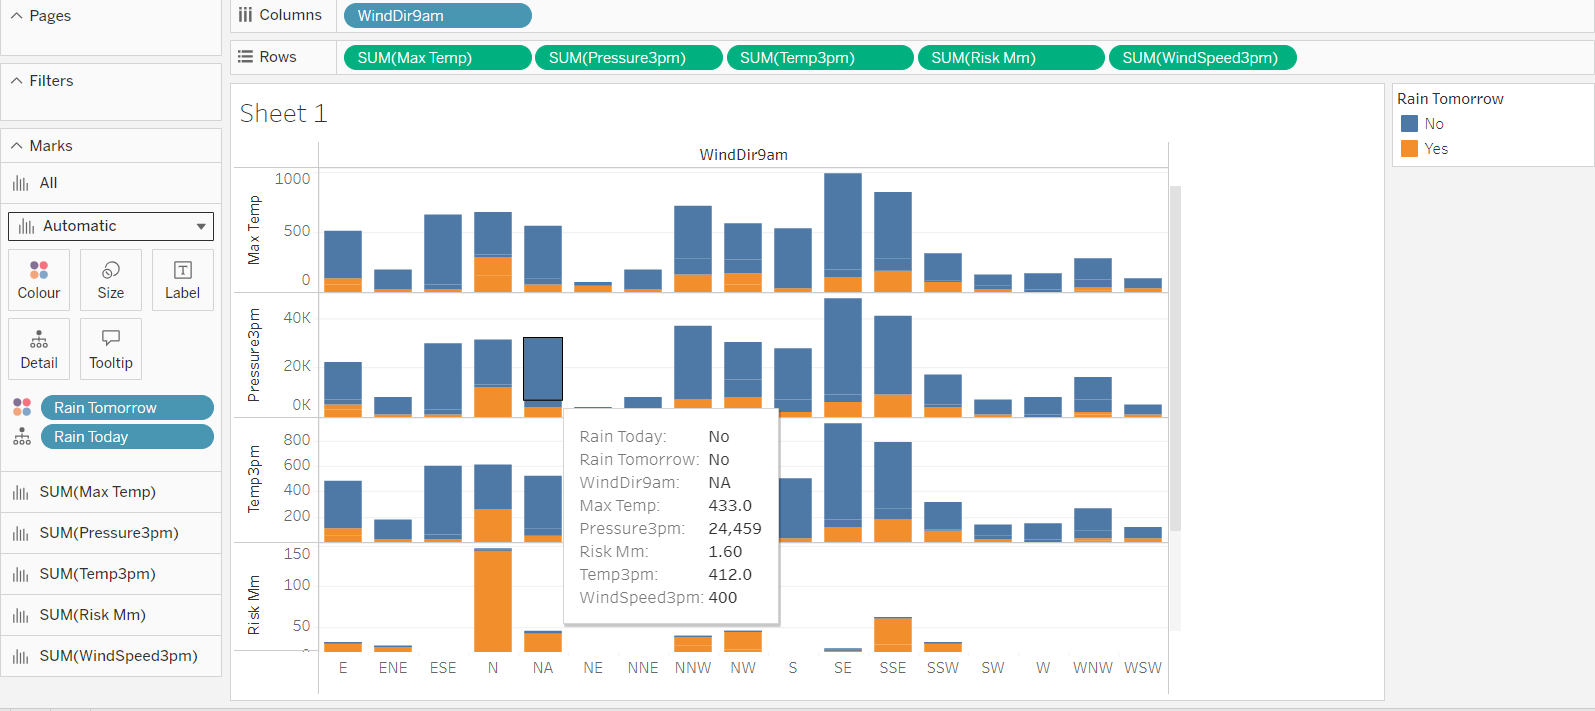 Pages
Filters
Marks
All
Automatic
Colour Size Label
Detail Tooltip
Rain Tomorrow
Rain Today
SUM(Max Temp)
SUM(Pressure3pm)
SUM(Temp3pm)
SUM(Risk Mm)
SUM(WindSpeed3pm)
Columns WindDir9am
Rows SUM(Max Temp) SUM(Pressure3pm) SUM(Temp3pm) SUM(Risk Mm) SUM(WindSpeed3pm)
Sheet 1
WindDir9am
Max Temp
1000
500
0
Pressure3pm
40K
20K
0K
Temp3pm
800
600
400
200
Risk Mm
150
100
50
Rain Today: No
Rain Tomorrow: No
WindDir9am: NA
Max Temp: 433.0
Pressure3pm: 24,459
Risk Mm: 1.60
Temp3pm: 412.0
WindSpeed3pm: 400
E ENE ESE N NA NE NNE NNW NW S SE SSE SSW SW W WNW WSW
Rain Tomorrow
No
Yes